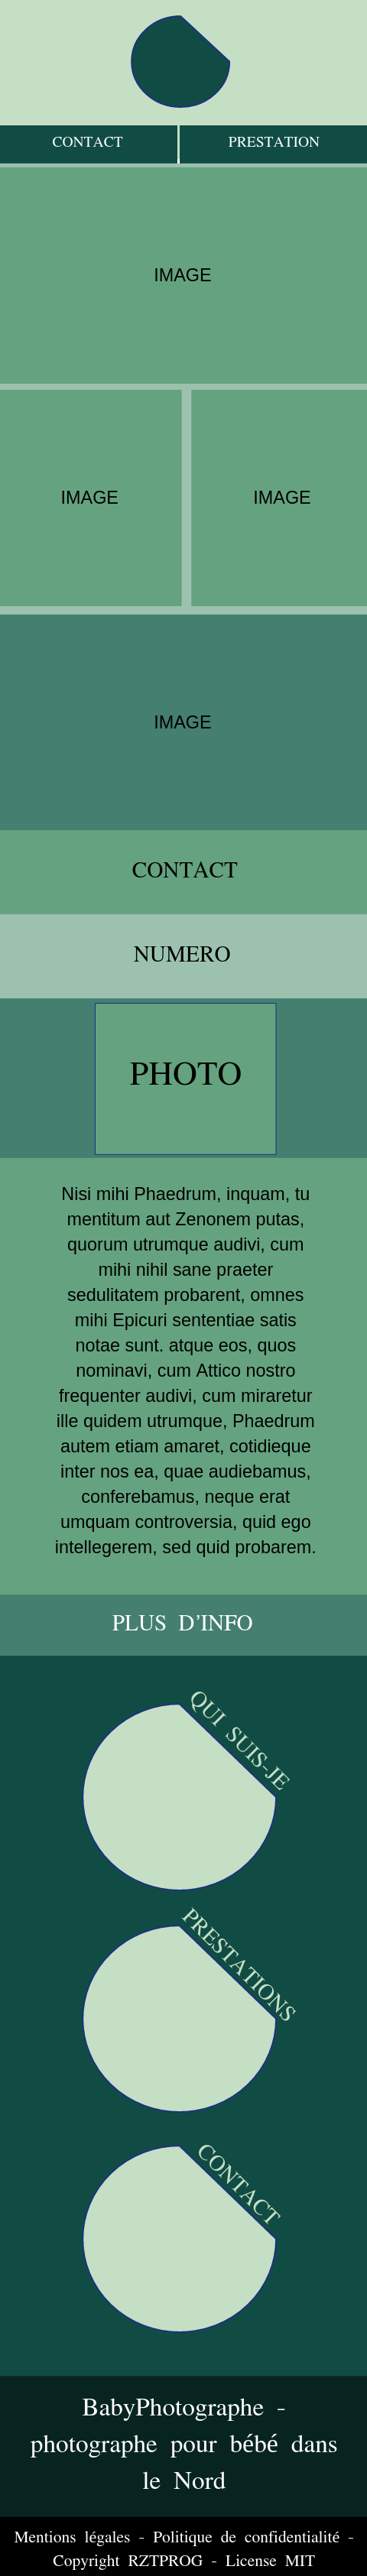 CONTACT
PRESTATION
IMAGE
IMAGE
IMAGE
IMAGE
CONTACT
NUMERO
PHOTO
Nisi mihi Phaedrum, inquam, tu
mentitum aut Zenonem putas,
quorum utrumque audivi, cum
mihi nihil sane praeter
sedulitatem probarent, omnes
mihi Epicuri sententiae satis
notae sunt. atque eos, quos
nominavi, cum Attico nostro
frequenter audivi, cum miraretur
ille quidem utrumque, Phaedrum
autem etiam amaret, cotidieque
inter nos ea, quae audiebamus,
conferebamus, neque erat
umquam controversia, quid ego
intellegerem, sed quid probarem.
PLUS D’INFO
QUI SUIS-JE
PRESTATIONS
CONTACT
BabyPhotographe -
photographe pour bébé dans
le Nord
Mentions légales - Politique de confidentialité -
Copyright RZTPROG - License MIT